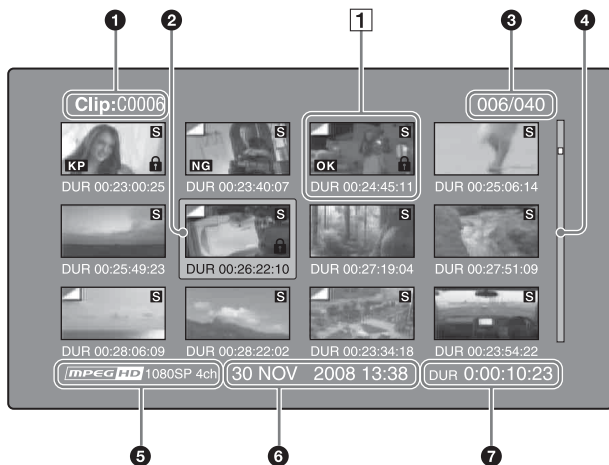 1 2 1 3 4
Clip:C0006 006/040
S S S S
KP NG OK
DUR 00:23:00:25 DUR 00:23:40:07 DUR 00:24:45:11 DUR 00:25:06:14
S S S S
DUR 00:25:49:23 DUR 00:26:22:10 DUR 00:27:19:04 DUR 00:27:51:09
S S S S
DUR 00:28:06:09 DUR 00:28:22:02 DUR 00:23:34:18 DUR 00:23:54:22
MPEG HD 1080SP 4ch 30 NOV 2008 13:38 DUR 0:00:10:23
5 6 7